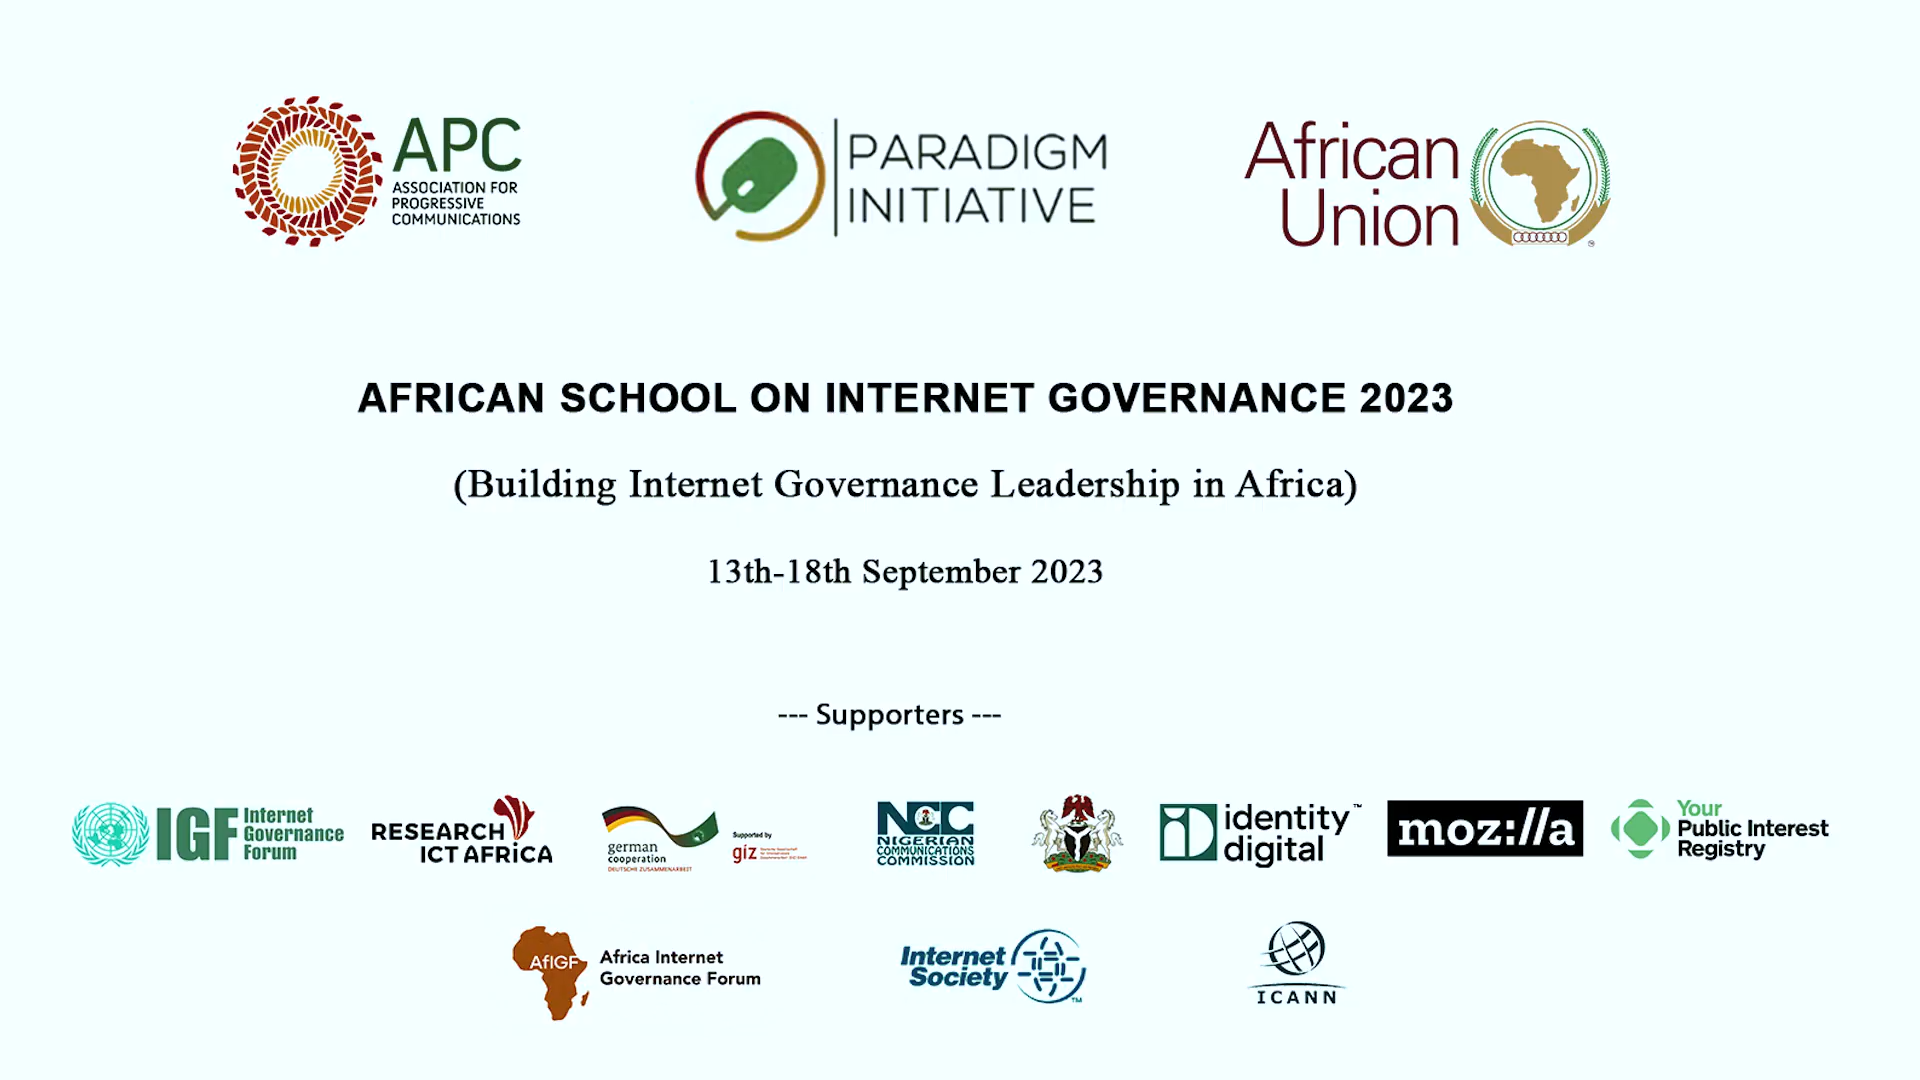 APC
ASSOCIATION FOR
PROGRESSIVE
COMMUNICATIONS
PARADIGM
INITIATIVE
African
Union
AFRICAN SCHOOL ON INTERNET GOVERNANCE 2023
(Building Internet Governance Leadership in Africa)
13th-18th September 2023
--- Supporters ---
IGF
Internet
Governance
Forum
RESEARCH
ICT AFRICA
german
cooperation
DEUTSCHE ZUSAMMENARBEIT
Supported by
giz
NCC
NIGERIAN
COMMUNICATIONS
COMMISSION
identity™
digital
moz://a
Your
Public Interest
Registry
AfIGF
Africa Internet
Governance Forum
Internet
Society
TM
ICANN